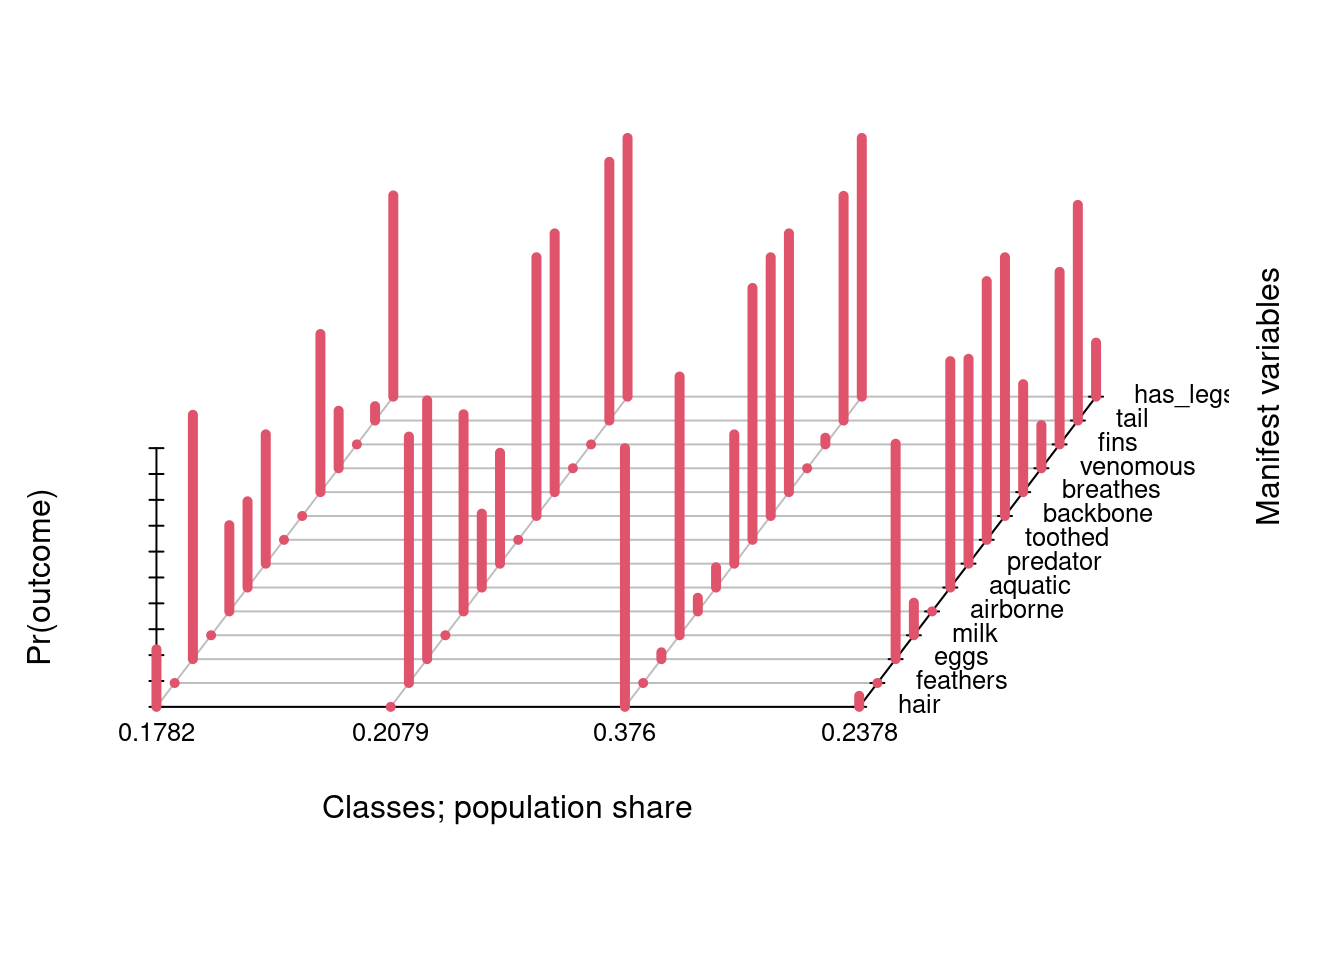 has_legs
tail
fins
venomous
breathes
backbone
toothed
predator
aquatic
airborne
milk
eggs
feathers
hair
Manifest variables
Pr(outcome)
0.1782 0.2079 0.376 0.2378
Classes; population share